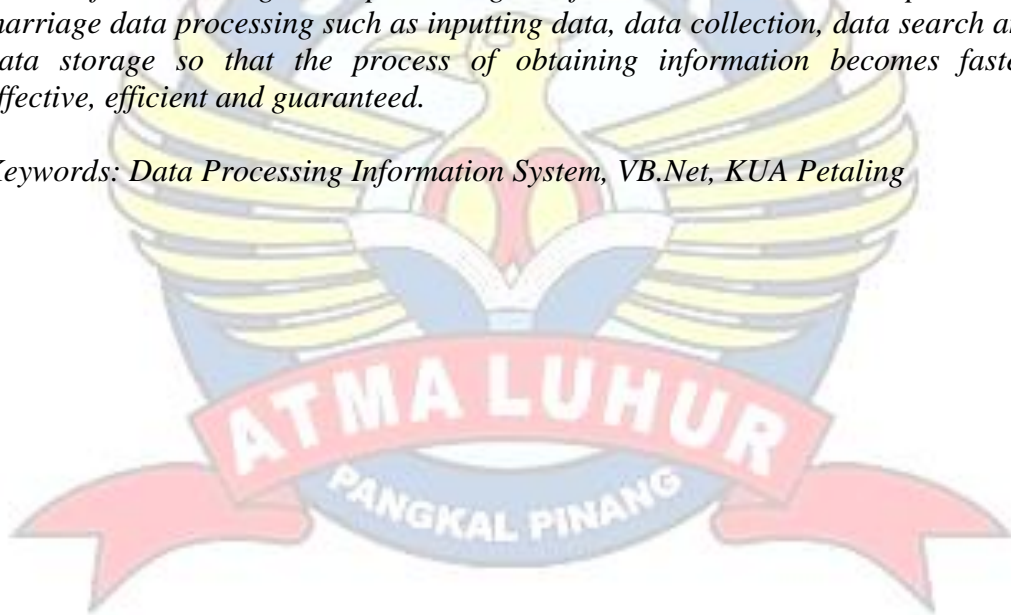 marriage data processing such as inputting data, data collection, data search
data storage so that the process of obtaining information becomes
effective, efficient and guaranteed.
Keywords: Data Processing Information System, VB.Net, KUA Petaling
ATMA LUHUR
PANGKAL PINANG